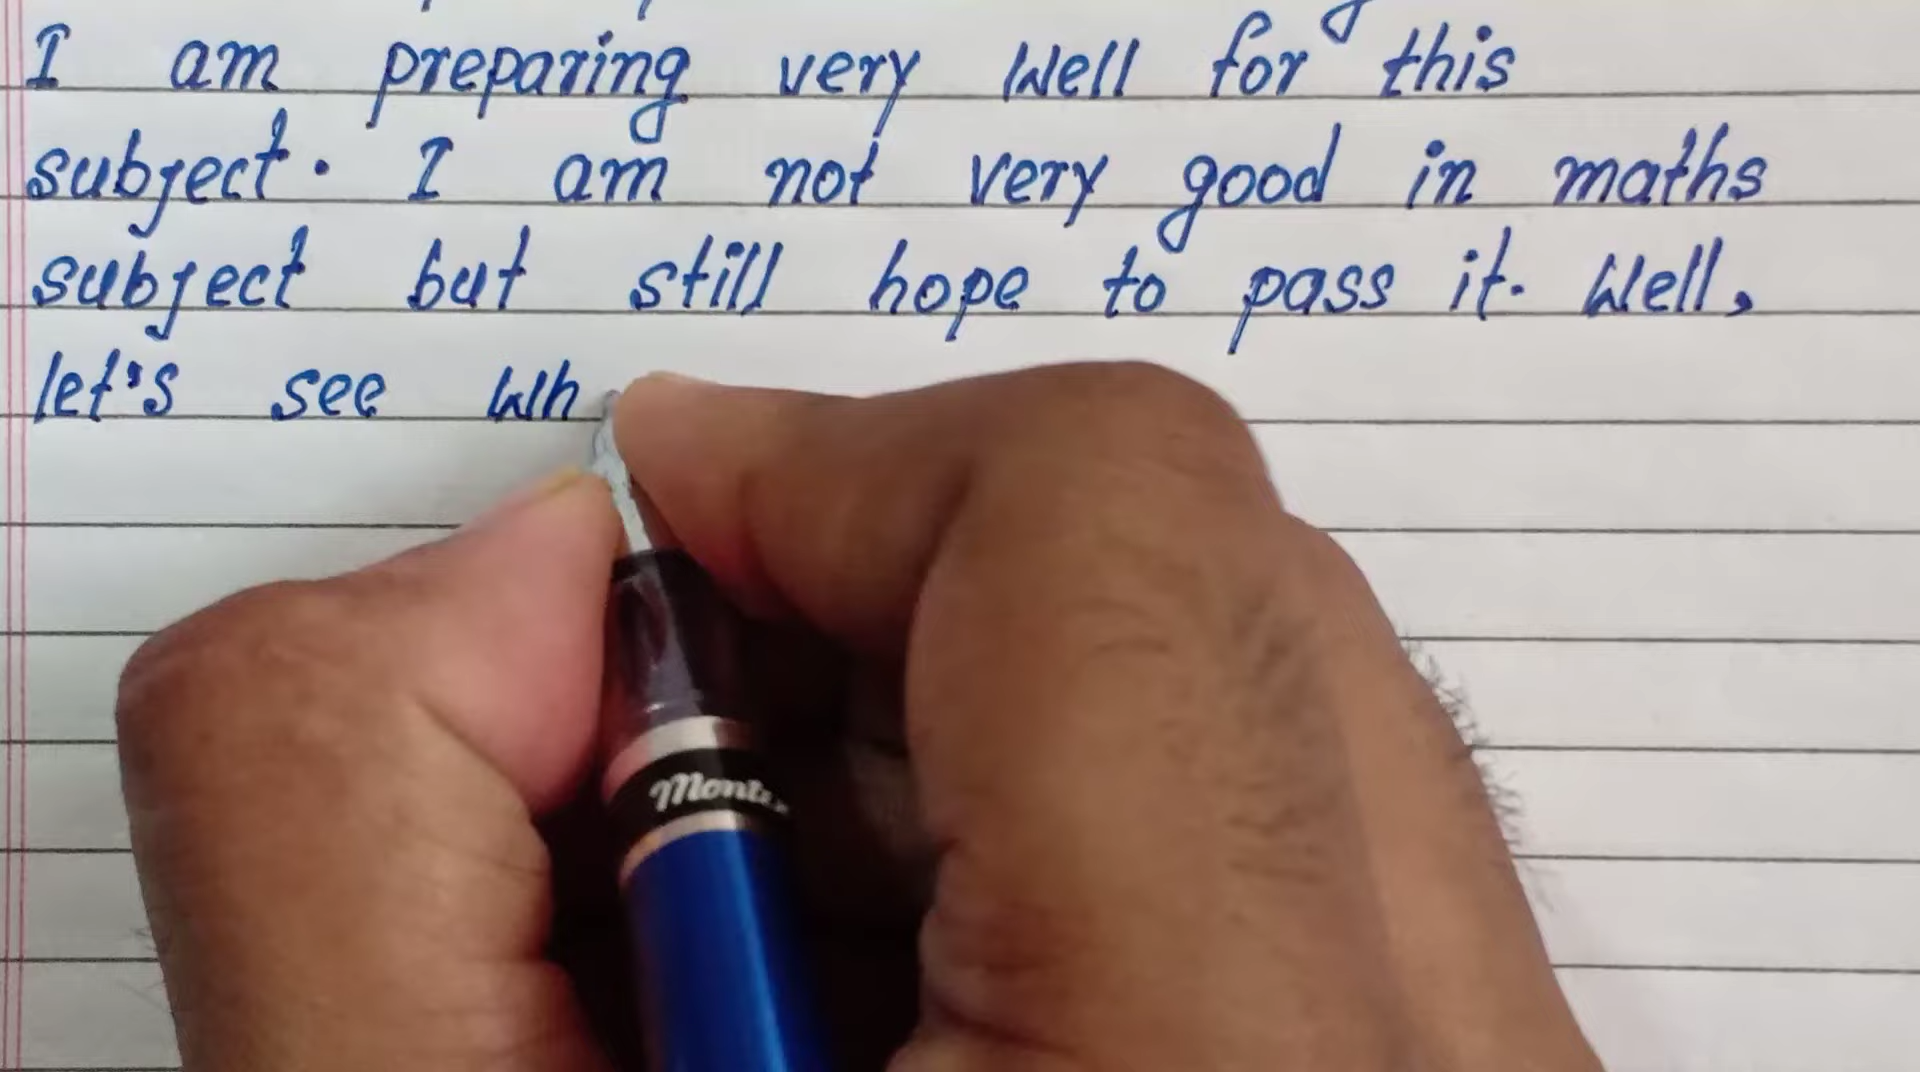 I am preparing very well for this
subject. I am not very good in maths
subject but still hope to pass it. Well,
let's see wh